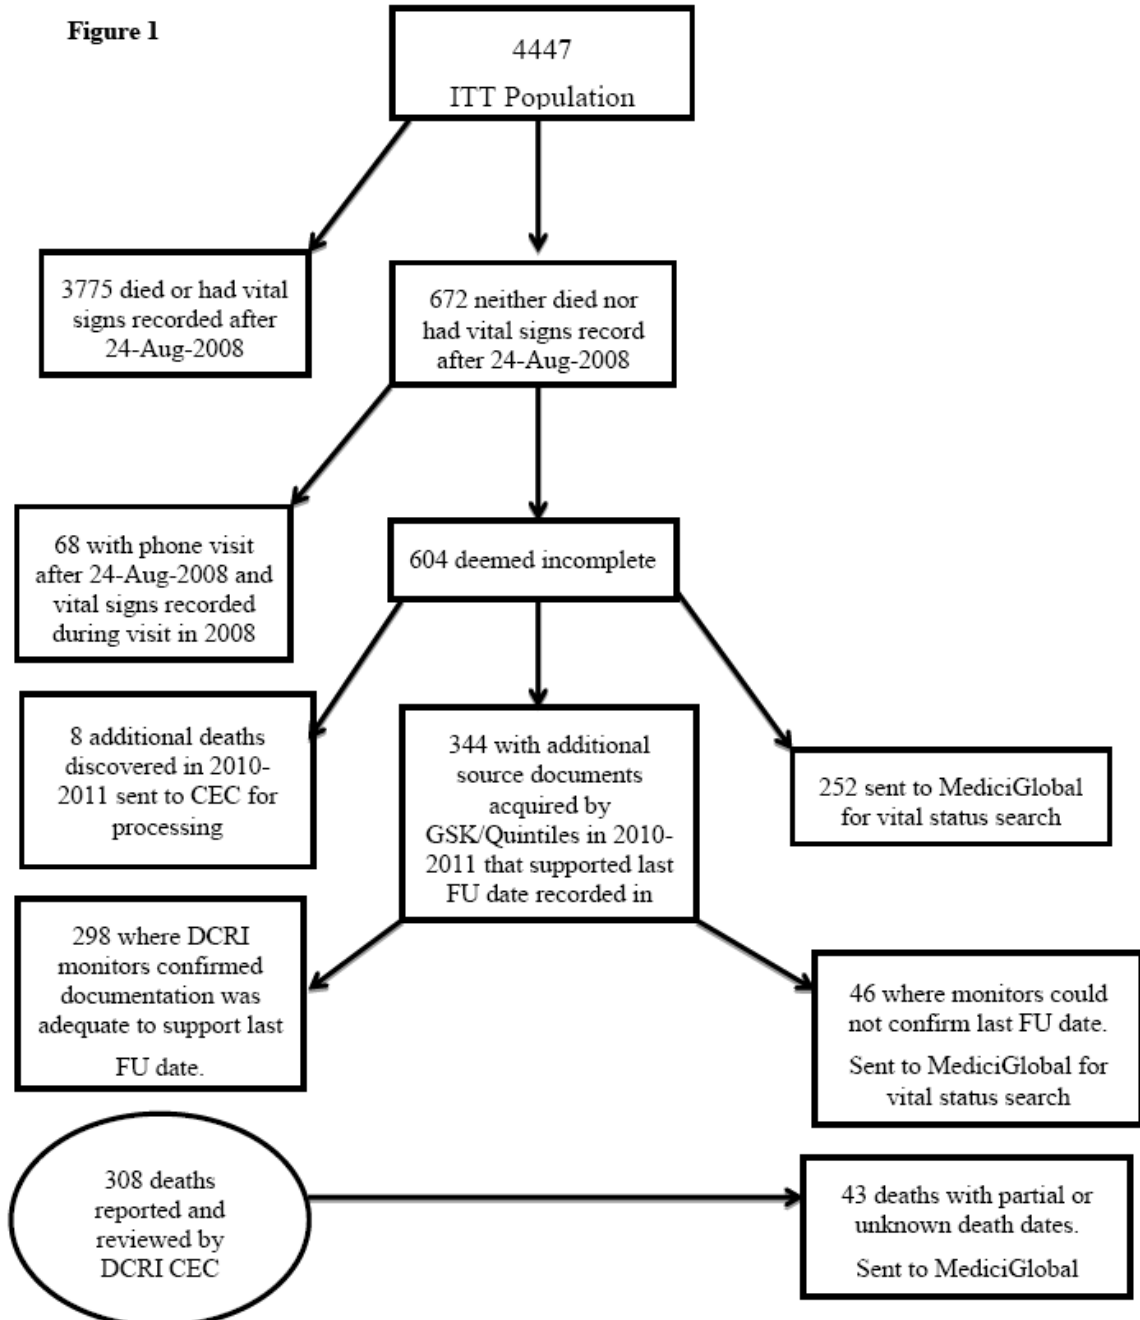 Figure 1
4447
ITT Population
3775 died or had vital
signs recorded after
24-Aug-2008
672 neither died nor
had vital signs record
after 24-Aug-2008
68 with phone visit
after 24-Aug-2008 and
vital signs recorded
during visit in 2008
604 deemed incomplete
8 additional deaths
discovered in 2010-
2011 sent to CEC for
processing
344 with additional
source documents
acquired by
GSK/Quintiles in 2010-
2011 that supported last
FU date recorded in
252 sent to MediciGlobal
for vital status search
298 where DCRI
monitors confirmed
documentation was
adequate to support last
FU date.
46 where monitors could
not confirm last FU date.
Sent to MediciGlobal for
vital status search
308 deaths
reported and
reviewed by
DCRI CEC
43 deaths with partial or
unknown death dates.
Sent to MediciGlobal